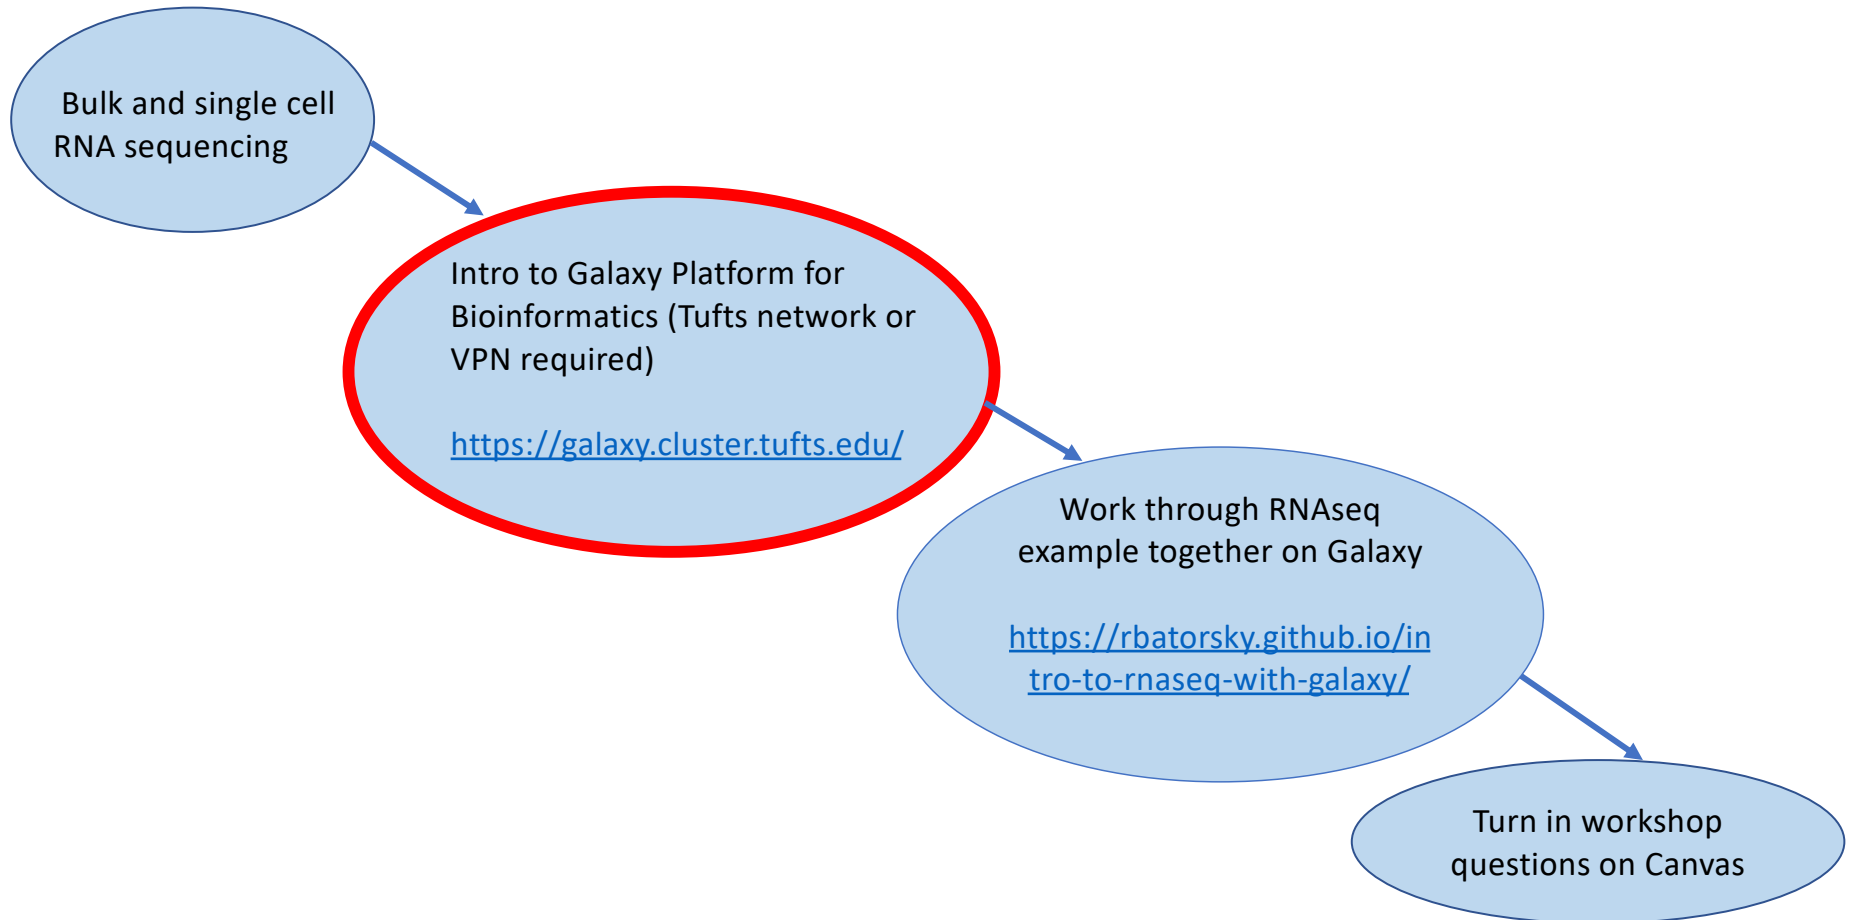 Bulk and single cell
RNA sequencing
Intro to Galaxy Platform for
Bioinformatics (Tufts network or
VPN required)
https://galaxy.cluster.tufts.edu/
Work through RNAseq
example together on Galaxy
https://rbatorsky.github.io/in
tro-to-rnaseq-with-galaxy/
Turn in workshop
questions on Canvas